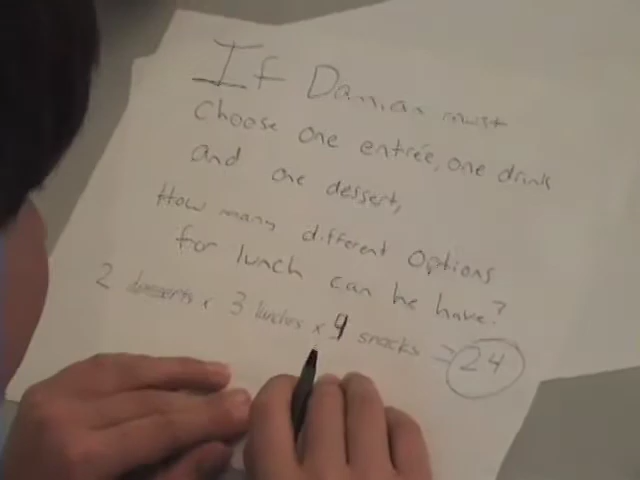 If Damian must
choose one entrée, one drink
and one dessert,
How many different options
for lunch can he have?
2 desserts x 3 lunches x 4 snacks = 24